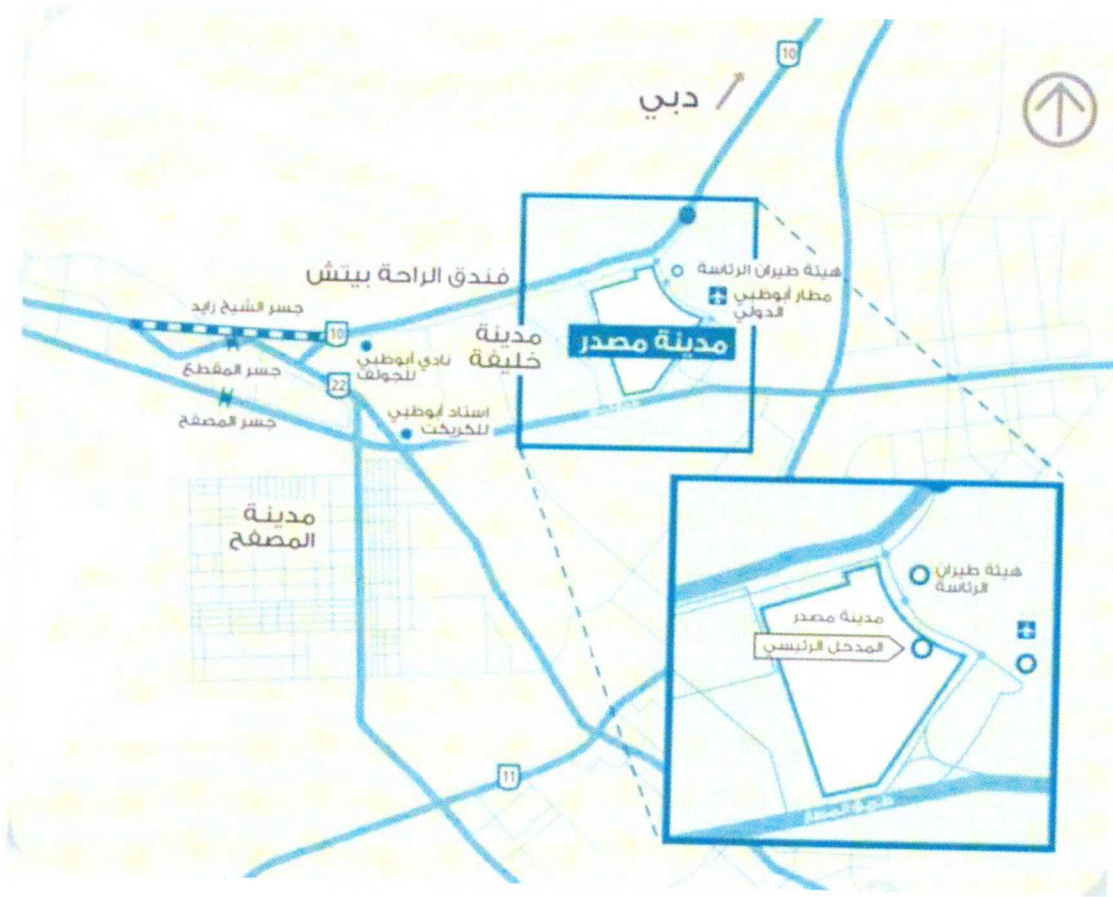 10
دبي
هيئة طيران الرئاسة
مطار أبوظبي
الدولي
فندق الراحة بيتش
جسر الشيخ زايد
10
مدينة
خليفة
مدينة مصدر
نادي أبوظبي
للجولف
جسر المقطع
22
استاد أبوظبي
للكريكت
جسر المصفح
مدينة
المصفح
هيئة طيران
الرئاسة
مدينة مصدر
المدخل الرئيسي
11